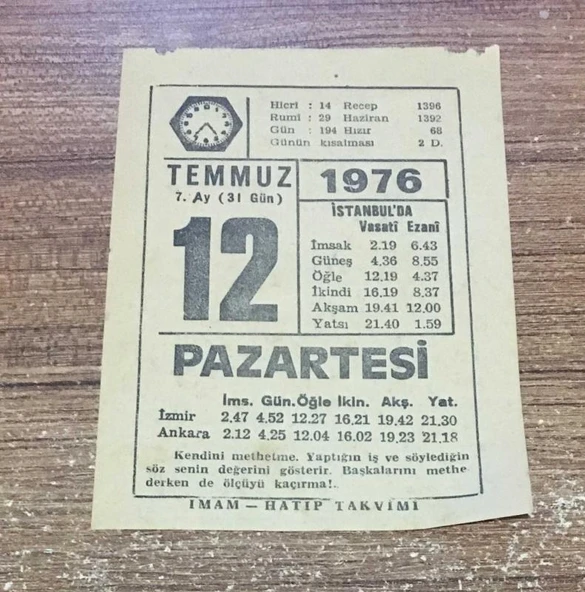 Hicrî : 14 Recep 1396
Rumî : 29 Haziran 1392
Gün : 194 Hızır 68
Günün kısalması 2 D.
TEMMUZ
7. Ay (31 Gün)
12
1976
İSTANBUL'DA
Vasatî Ezanî
İmsak 2.19 6.43
Güneş 4.36 8.55
Öğle 12.19 4.37
İkindi 16.19 8.37
Akşam 19.41 12.00
Yatsı 21.40 1.59
PAZARTESİ
İms. Gün. Öğle İkin. Akş. Yat.
İzmir 2.47 4.52 12.27 16.21 19.42 21.30
Ankara 2.12 4.25 12.04 16.02 19.23 21.18
Kendini methetme. Yaptığın iş ve söylediğin
söz senin değerini gösterir. Başkalarını methe
derken de ölçüyü kaçırma!..
İMAM — HATİP TAKVİMİ